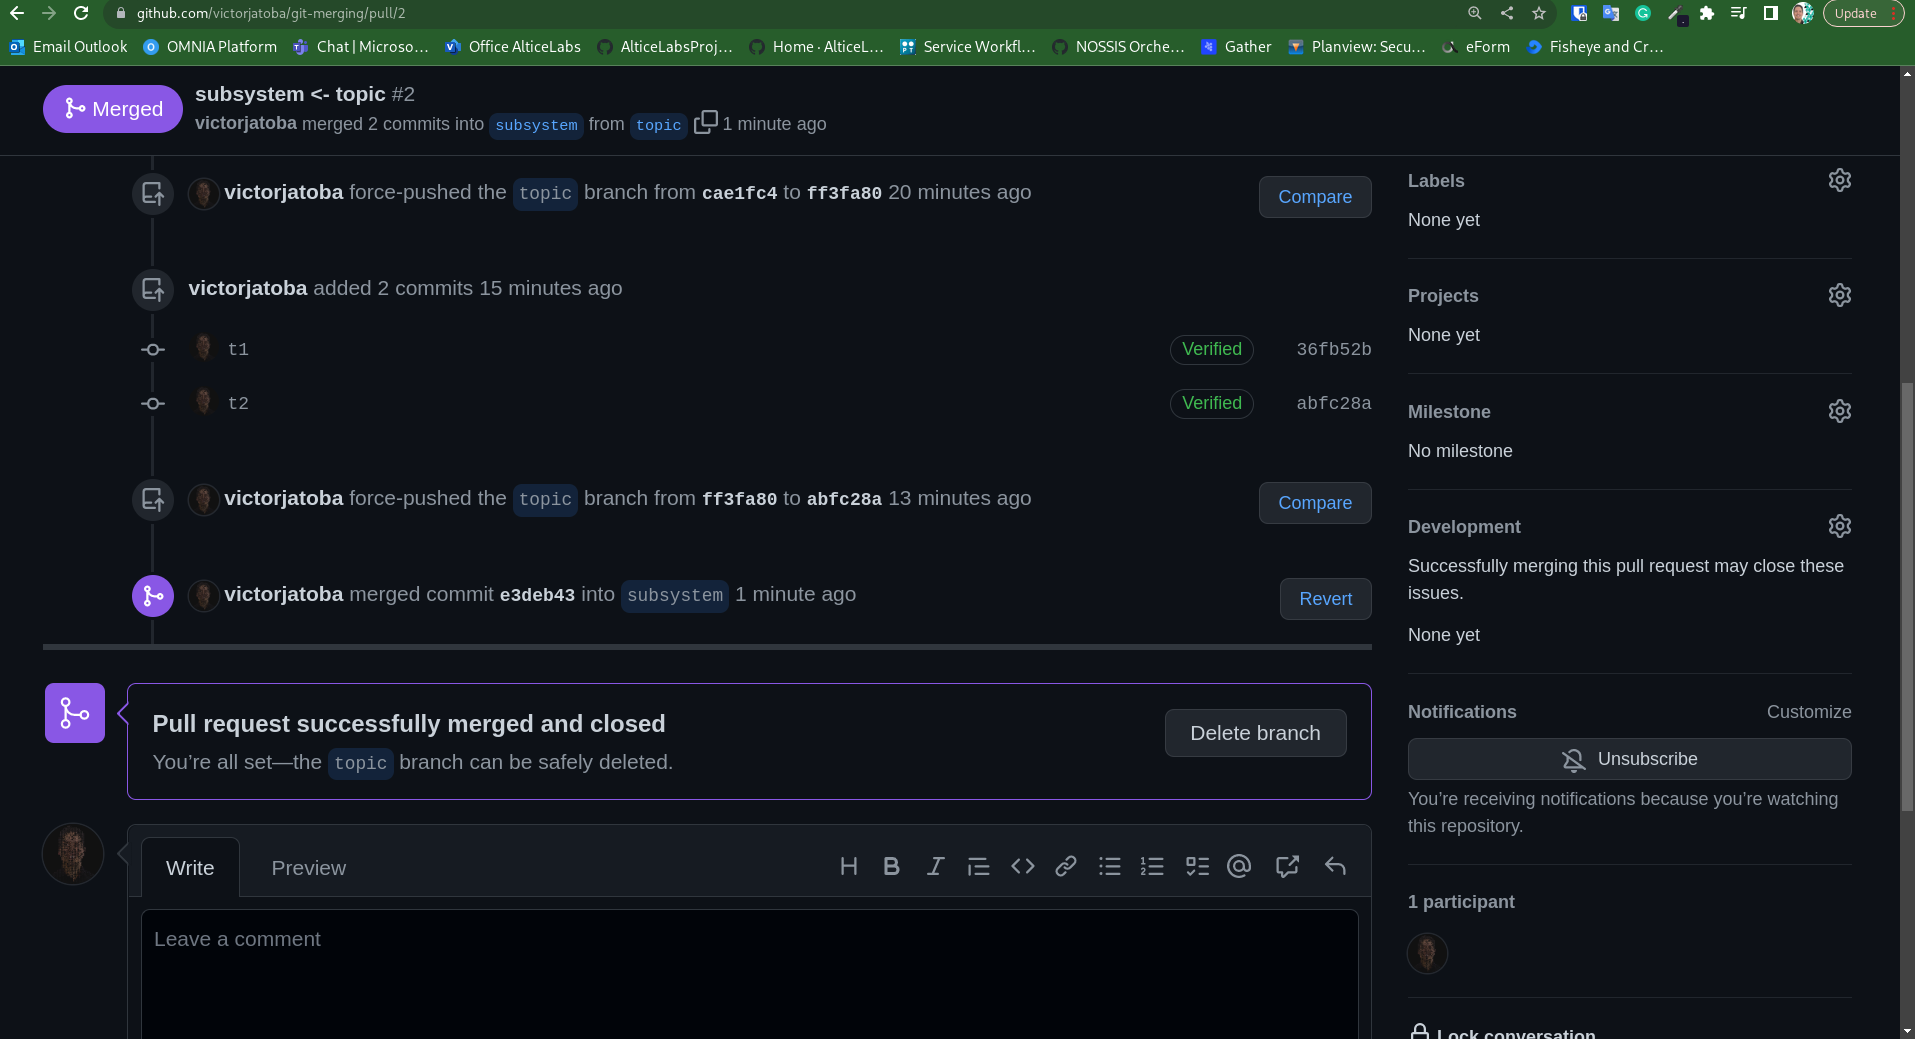 github.com/victorjatoba/git-merging/pull/2
Update
Email Outlook
OMNIA Platform
Chat | Microso...
Office AlticeLabs
AlticeLabsProj...
Home · AlticeL...
Service Workfl...
NOSSIS Orche...
Gather
Planview: Secu...
eForm
Fisheye and Cr...
Merged
subsystem <- topic #2
victorjatoba merged 2 commits into subsystem from topic 1 minute ago
victorjatoba force-pushed the topic branch from cae1fc4 to ff3fa80 20 minutes ago
Compare
victorjatoba added 2 commits 15 minutes ago
t1
Verified
36fb52b
t2
Verified
abfc28a
victorjatoba force-pushed the topic branch from ff3fa80 to abfc28a 13 minutes ago
Compare
victorjatoba merged commit e3deb43 into subsystem 1 minute ago
Revert
Pull request successfully merged and closed
You’re all set—the topic branch can be safely deleted.
Delete branch
Write
Preview
Leave a comment
Labels
None yet
Projects
None yet
Milestone
No milestone
Development
Successfully merging this pull request may close these
issues.
None yet
Notifications
Customize
Unsubscribe
You’re receiving notifications because you’re watching
this repository.
1 participant
Lock conversation